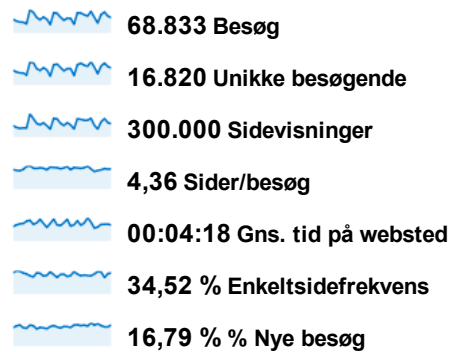 68.833 Besøg
16.820 Unikke besøgende
300.000 Sidevisninger
4,36 Sider/besøg
00:04:18 Gns. tid på websted
34,52 % Enkeltsidefrekvens
16,79 % % Nye besøg